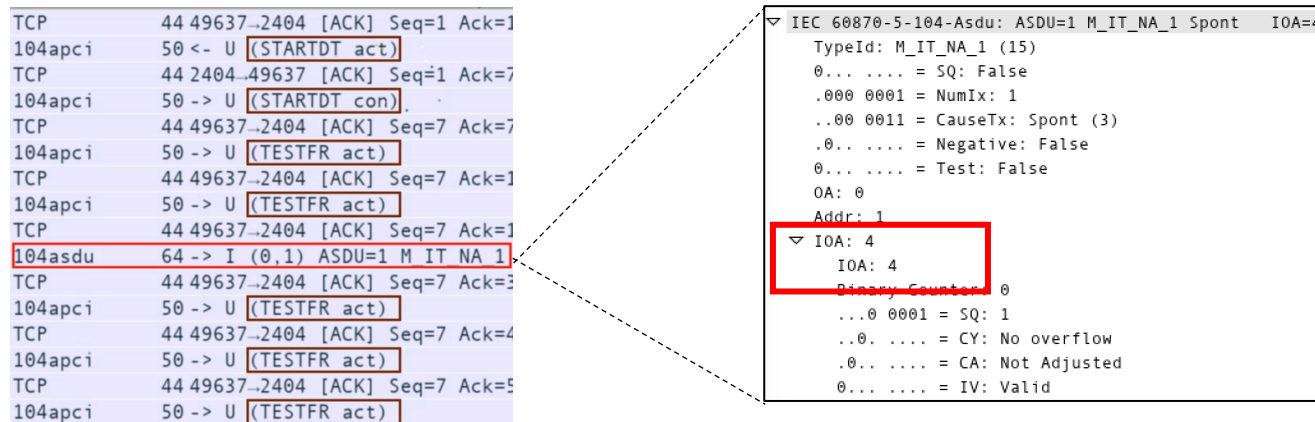 TCP 44 49637→2404 [ACK] Seq=1 Ack=1
104apci 50 <- U (STARTDT act)
TCP 44 2404→49637 [ACK] Seq=1 Ack=7
104apci 50 -> U (STARTDT con)
TCP 44 49637→2404 [ACK] Seq=7 Ack=7
104apci 50 -> U (TESTFR act)
TCP 44 49637→2404 [ACK] Seq=7 Ack=1
104apci 50 -> U (TESTFR act)
TCP 44 49637→2404 [ACK] Seq=7 Ack=1
104asdu 64 -> I (0,1) ASDU=1 M_IT_NA_1
TCP 44 49637→2404 [ACK] Seq=7 Ack=3
104apci 50 -> U (TESTFR act)
TCP 44 49637→2404 [ACK] Seq=7 Ack=4
104apci 50 -> U (TESTFR act)
TCP 44 49637→2404 [ACK] Seq=7 Ack=5
104apci 50 -> U (TESTFR act)
IEC 60870-5-104-Asdu: ASDU=1 M_IT_NA_1 Spont IOA=4
TypeId: M_IT_NA_1 (15)
0... .... = SQ: False
.000 0001 = NumIx: 1
..00 0011 = CauseTx: Spont (3)
.0.. .... = Negative: False
0... .... = Test: False
OA: 0
Addr: 1
IOA: 4
IOA: 4
Binary Counter: 0
...0 0001 = SQ: 1
..0. .... = CY: No overflow
.0.. .... = CA: Not Adjusted
0... .... = IV: Valid